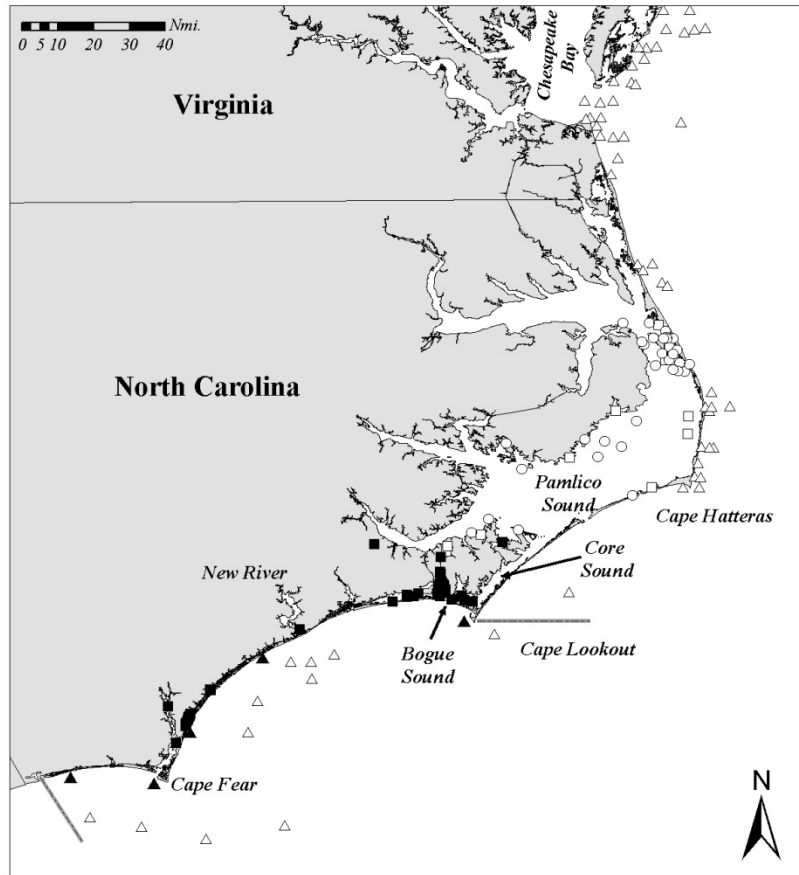 Nmi.
0 5 10 20 30 40
Chesapeake
Bay
Virginia
North Carolina
Pamlico
Sound
Cape Hatteras
New River
Core
Sound
Bogue
Sound
Cape Lookout
Cape Fear
N